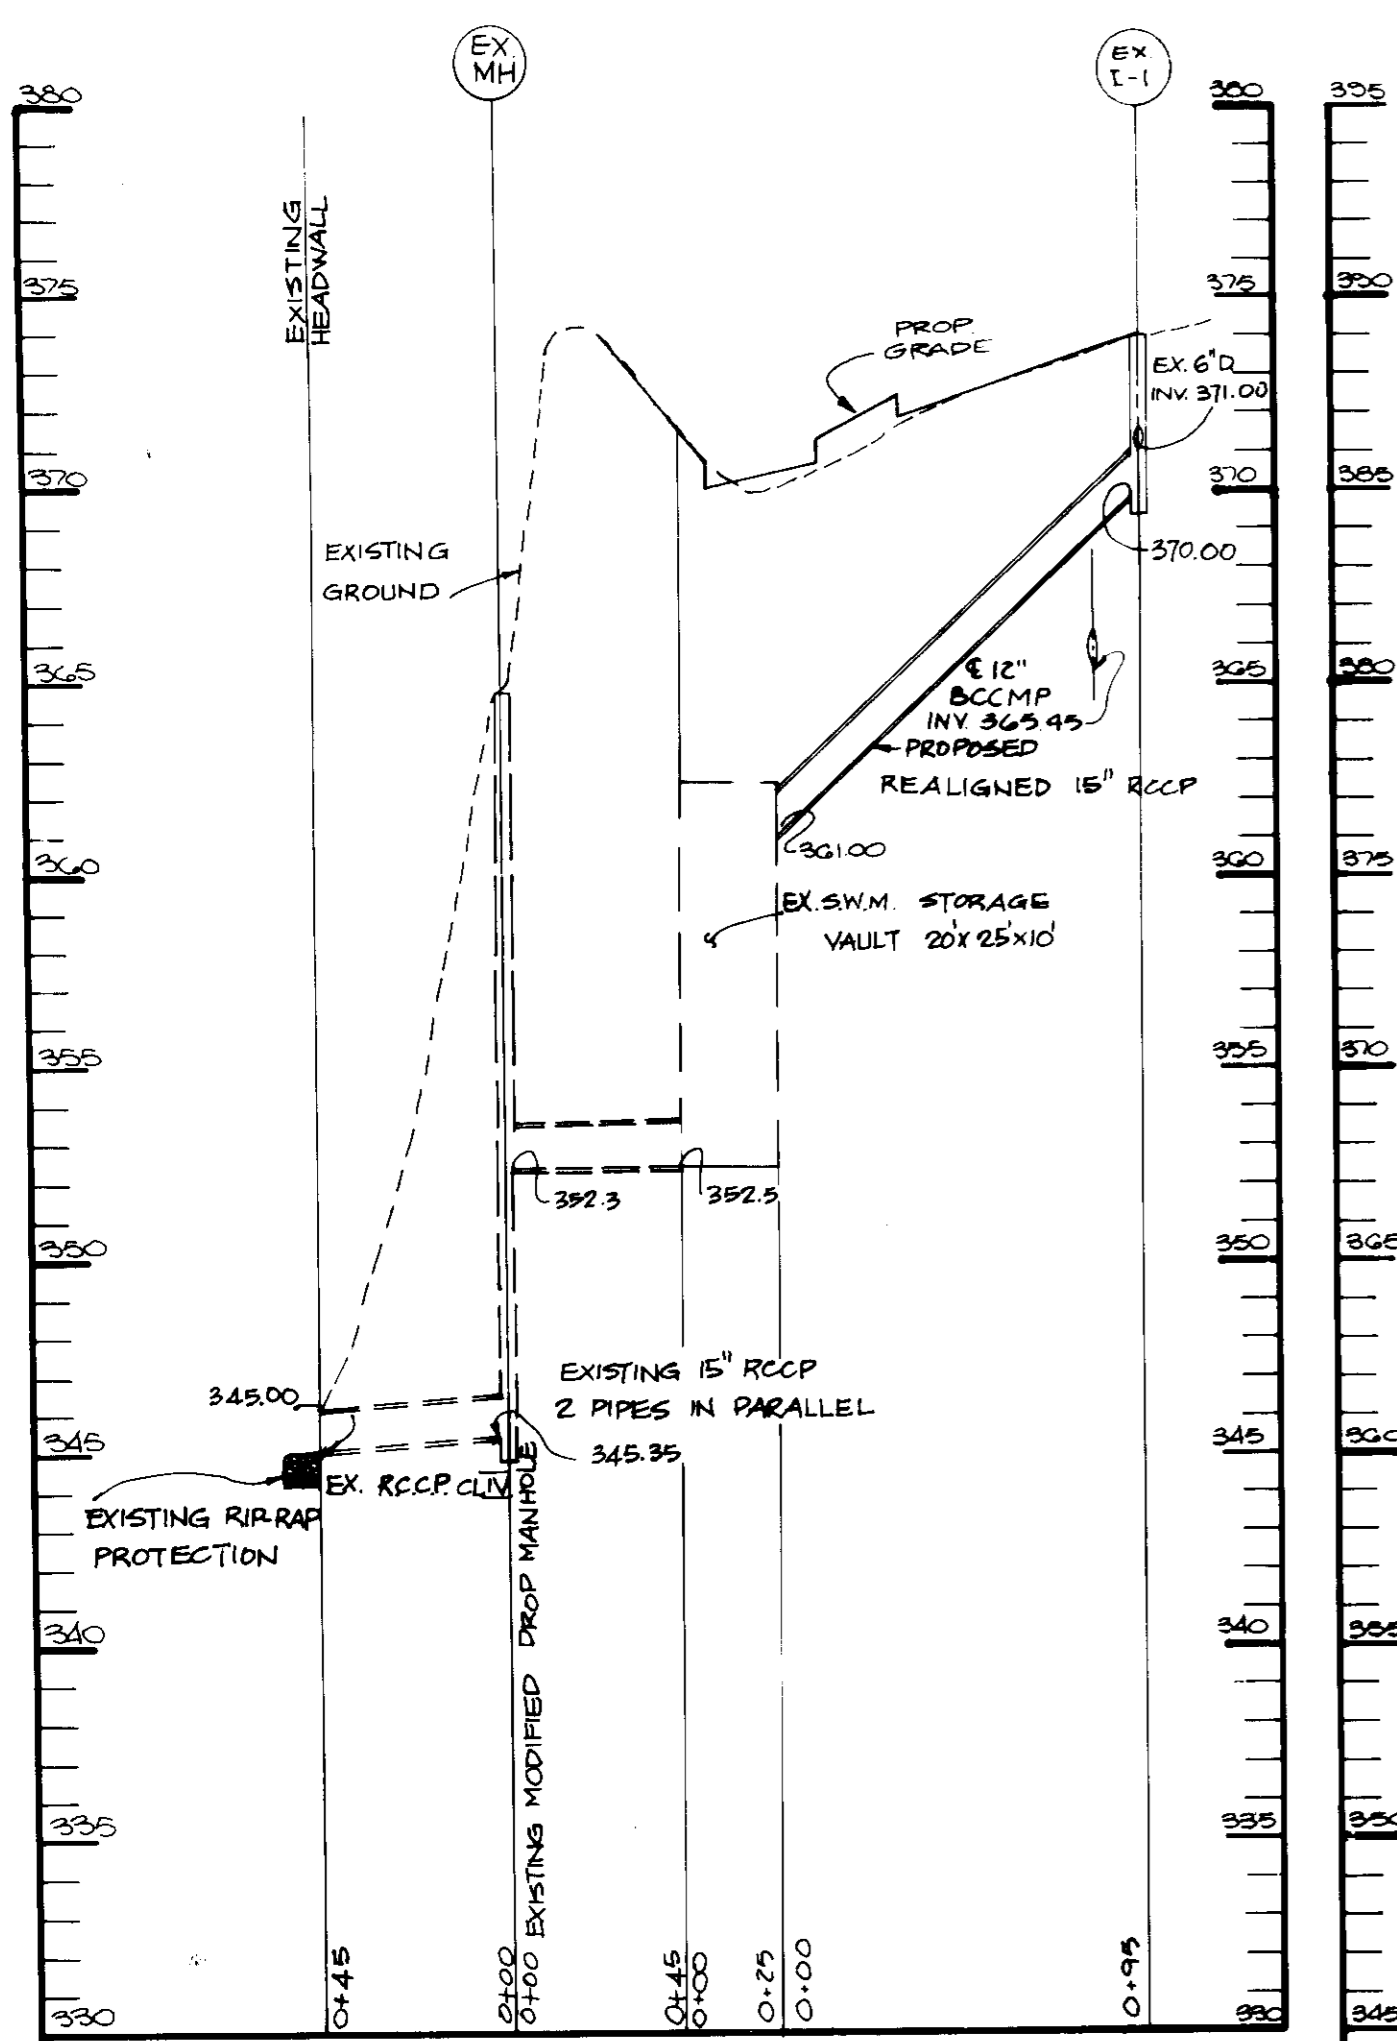 EX.
MH
EX.
I-1
380
380
395
EXISTING
HEADWALL
375
375
390
PROP.
GRADE
EX. 6"D
INV. 371.00
370
370
385
EXISTING
GROUND
370.00
365
365
380
℄ 12"
BCCMP
INV. 365.45
PROPOSED
REALIGNED 15" RCCP
361.00
360
360
375
EX. S.W.M. STORAGE
VAULT 20'X 25'X10'
355
355
370
352.3
352.5
350
350
365
345.00
EXISTING 15" RCCP
2 PIPES IN PARALLEL
345
345.35
345
360
EX. R.C.C.P. CL IV
EXISTING RIP-RAP
PROTECTION
EXISTING MODIFIED DROP MANHOLE
340
340
355
335
335
350
0+45
0+00
0+00
0+45
0+00
0+25
0+00
0+95
330
330
345